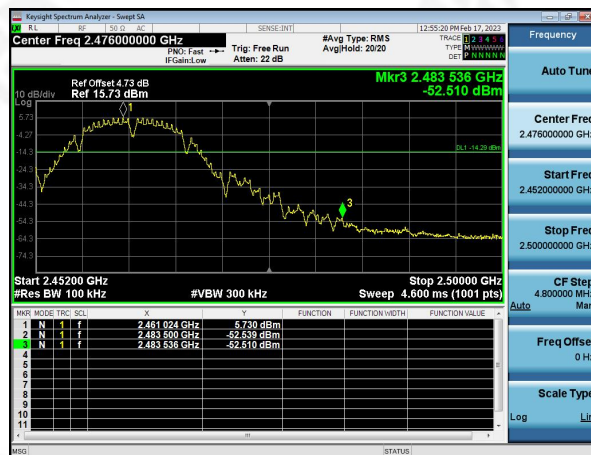 Keysight Spectrum Analyzer - Swept SA
RL RF 50 Ω AC SENSE:INT 12:55:20 PM Feb 17, 2023
Center Freq 2.476000000 GHz
PNO: Fast
IFGain:Low
Trig: Free Run
Atten: 22 dB
#Avg Type: RMS
Avg|Hold: 20/20
TRACE 1 2 3 4 5 6
TYPE M W W W W W
DET P N N N N N
Ref Offset 4.73 dB
10 dB/div Ref 15.73 dBm
Mkr3 2.483 536 GHz
-52.510 dBm
Log
1
5.73
-4.27
-14.3
DL1 -14.29 dBm
-24.3
-34.3
-44.3
3
-54.3
-64.3
-74.3
Start 2.45200 GHz Stop 2.50000 GHz
#Res BW 100 kHz #VBW 300 kHz Sweep 4.600 ms (1001 pts)
MKR MODE TRC SCL X Y FUNCTION FUNCTION WIDTH FUNCTION VALUE
1 N 1 f 2.461 024 GHz 5.730 dBm
2 N 1 f 2.483 500 GHz -52.539 dBm
3 N 1 f 2.483 536 GHz -52.510 dBm
4
5
6
7
8
9
10
11
MSG STATUS
Frequency
Auto Tune
Center Freq
2.476000000 GHz
Start Freq
2.452000000 GHz
Stop Freq
2.500000000 GHz
CF Step
4.800000 MHz
Auto Man
Freq Offset
0 Hz
Scale Type
Log Lin